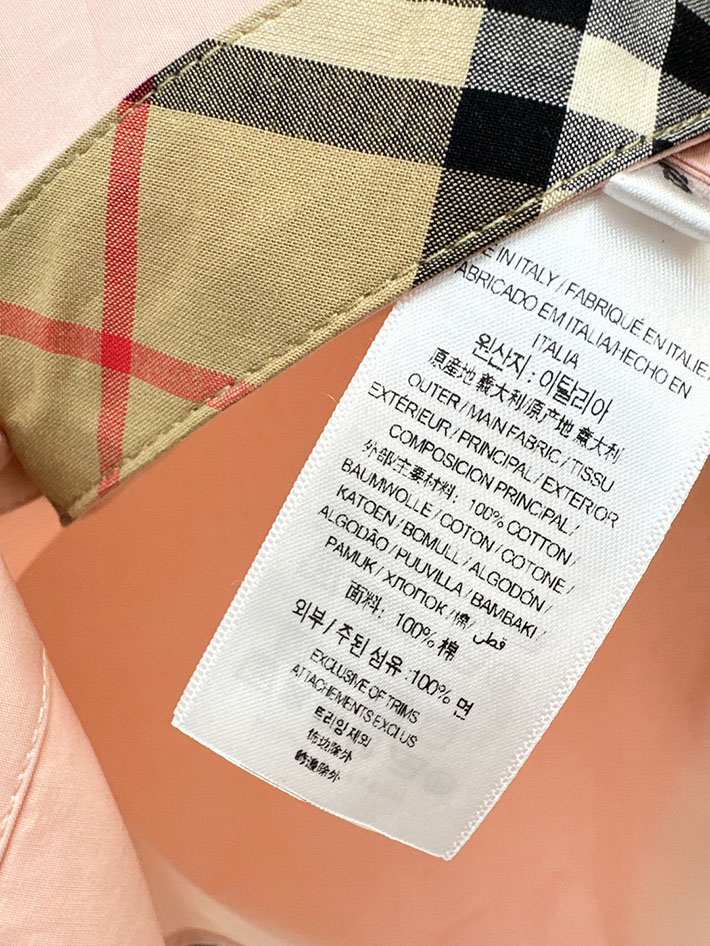 IN ITALY / FABRIQUÉ EN ITALIE /
FABRICADO EM ITALIA/HECHO EN
ITALIA
원산지 : 이탈리아
原産地 義大利/原产地 意大利
OUTER / MAIN FABRIC / TISSU
EXTÉRIEUR / PRINCIPAL / EXTERIOR
COMPOSICION PRINCIPAL /
外部/主要材料: 100% COTTON /
BAUMWOLLE / COTON / COTONE /
KATOEN / BOMULL / ALGODÓN /
ALGODÃO / PUUVILLA / BAMBAKI /
PAMUK / ХЛОПОК / 棉 / قطن
面料: 100% 棉
외부 / 주된 섬유 :100% 면
EXCLUSIVE OF TRIMS
ATTACHEMENTS EXCLUS
트리밍 제외
饰边除外
飾邊除外